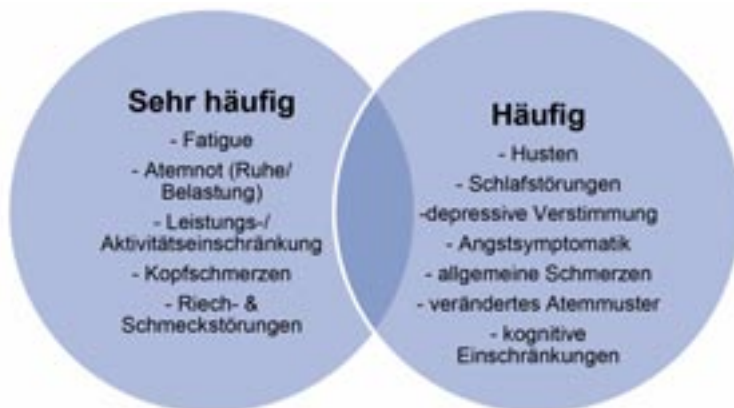 Sehr häufig
- Fatigue
- Atemnot (Ruhe/
Belastung)
- Leistungs-/
Aktivitätseinschränkung
- Kopfschmerzen
- Riech- &
Schmeckstörungen
Häufig
- Husten
- Schlafstörungen
-depressive Verstimmung
- Angstsymptomatik
- allgemeine Schmerzen
- verändertes Atemmuster
- kognitive
Einschränkungen